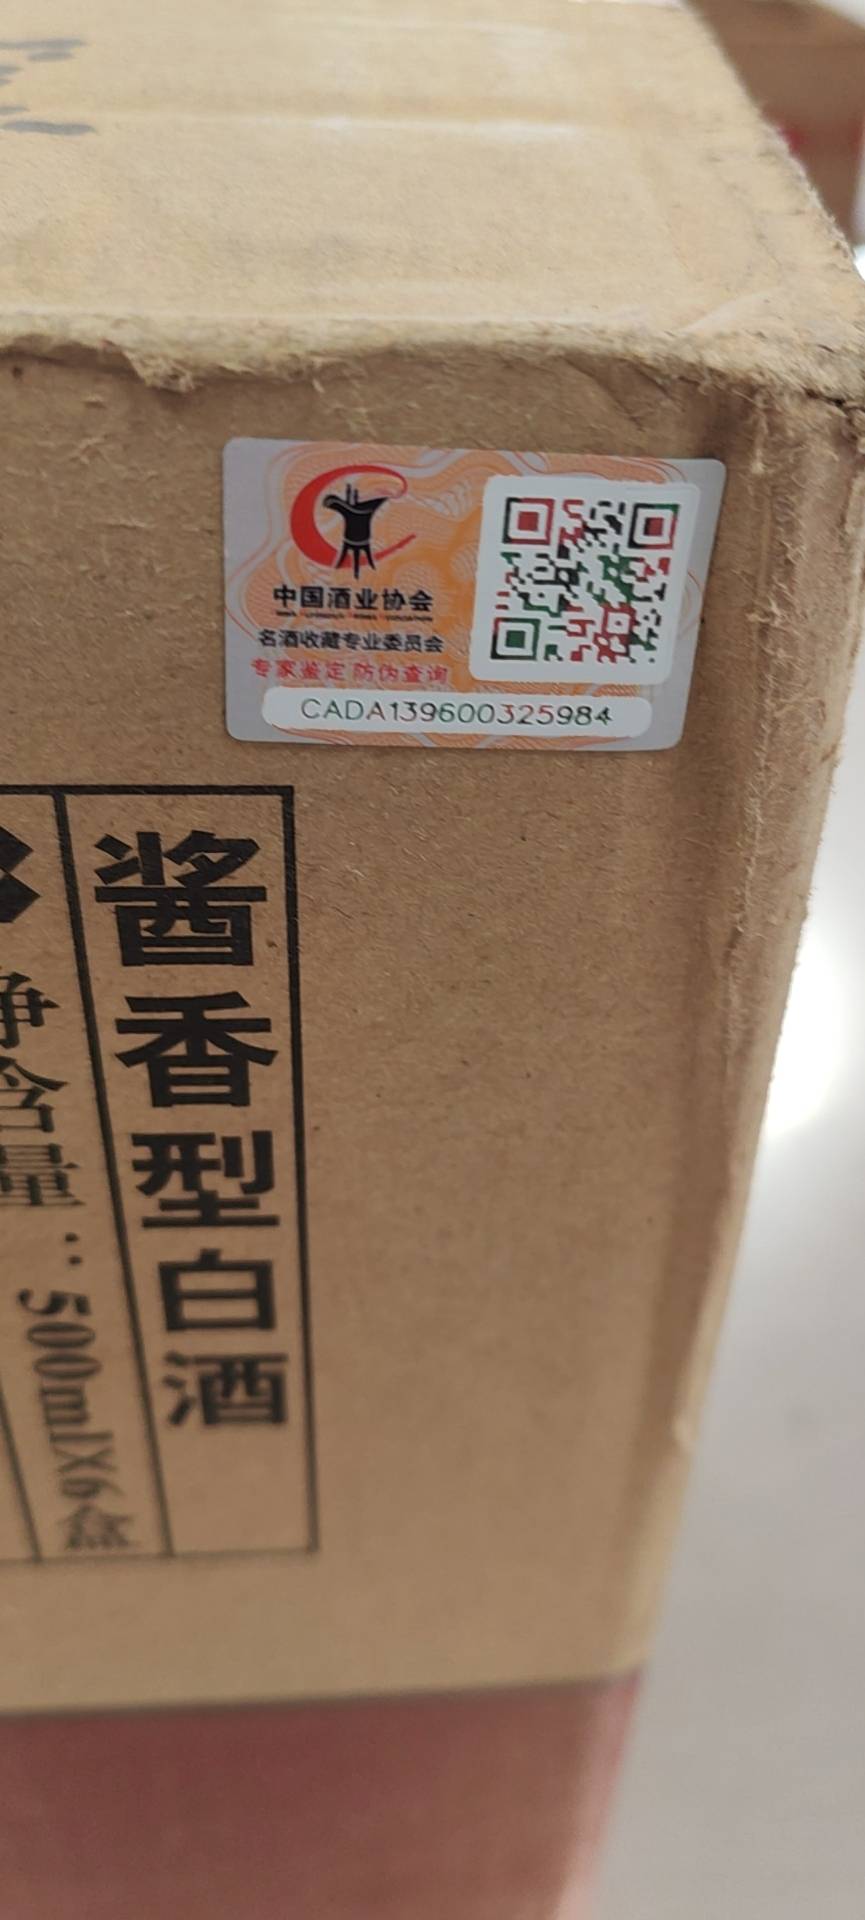 中国酒业协会
名酒收藏专业委员会
专家鉴定 防伪查询
CADA139600325984
酱香型白酒
净含量：500ml×6盒